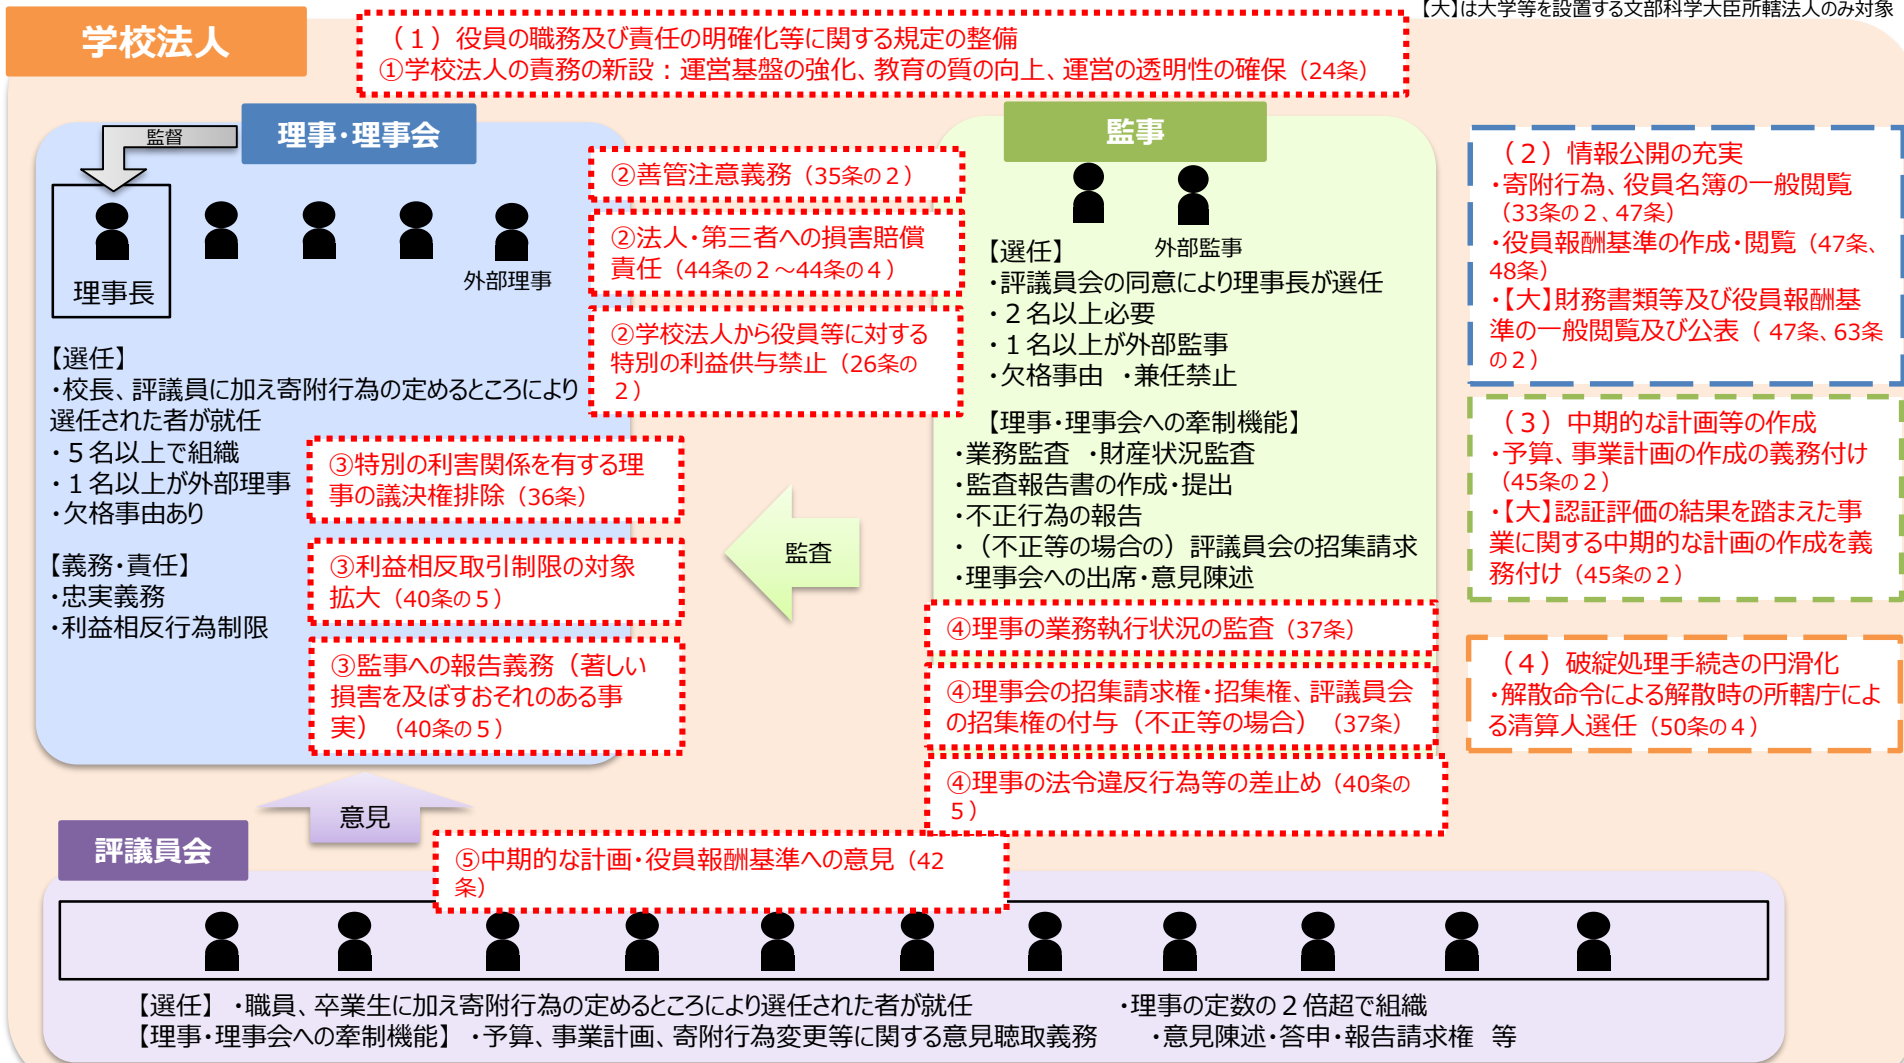 【大】は大学等を設置する文部科学大臣所轄法人のみ対象
学校法人
（１）役員の職務及び責任の明確化等に関する規定の整備
①学校法人の責務の新設：運営基盤の強化、教育の質の向上、運営の透明性の確保（24条）
理事・理事会
監督
理事長
外部理事
【選任】
・校長、評議員に加え寄附行為の定めるところにより
選任された者が就任
・５名以上で組織
・１名以上が外部理事
・欠格事由あり
【義務・責任】
・忠実義務
・利益相反行為制限
②善管注意義務（35条の２）
②法人・第三者への損害賠償
責任（44条の２～44条の４）
②学校法人から役員等に対する
特別の利益供与禁止（26条の
２）
③特別の利害関係を有する理
事の議決権排除（36条）
③利益相反取引制限の対象
拡大（40条の５）
③監事への報告義務（著しい
損害を及ぼすおそれのある事
実）（40条の５）
監事
外部監事
【選任】
・評議員会の同意により理事長が選任
・２名以上必要
・１名以上が外部監事
・欠格事由　・兼任禁止
【理事・理事会への牽制機能】
・業務監査　・財産状況監査
・監査報告書の作成・提出
・不正行為の報告
・（不正等の場合の）評議員会の招集請求
・理事会への出席・意見陳述
監査
④理事の業務執行状況の監査（37条）
④理事会の招集請求権・招集権、評議員会
の招集権の付与（不正等の場合）（37条）
④理事の法令違反行為等の差止め（40条の
５）
（２）情報公開の充実
・寄附行為、役員名簿の一般閲覧
（33条の２、47条）
・役員報酬基準の作成・閲覧（47条、
48条）
・【大】財務書類等及び役員報酬基
準の一般閲覧及び公表（ 47条、63条
の２）
（３）中期的な計画等の作成
・予算、事業計画の作成の義務付け
（45条の２）
・【大】認証評価の結果を踏まえた事
業に関する中期的な計画の作成を義
務付け（45条の２）
（４）破綻処理手続きの円滑化
・解散命令による解散時の所轄庁によ
る清算人選任（50条の４）
意見
評議員会
⑤中期的な計画・役員報酬基準への意見（42
条）
【選任】・職員、卒業生に加え寄附行為の定めるところにより選任された者が就任　・理事の定数の２倍超で組織
【理事・理事会への牽制機能】・予算、事業計画、寄附行為変更等に関する意見聴取義務　・意見陳述・答申・報告請求権　等